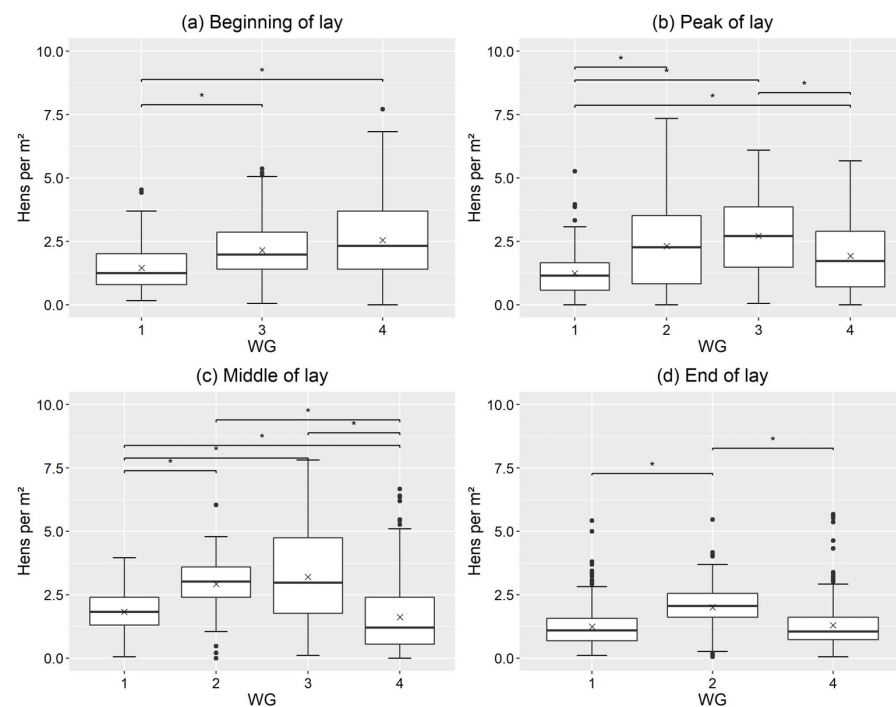 (a) Beginning of lay
10.0
7.5
5.0
2.5
0.0
Hens per m²
* *
1 3 4
WG
(b) Peak of lay
10.0
7.5
5.0
2.5
0.0
Hens per m²
* * * *
1 2 3 4
WG
(c) Middle of lay
10.0
7.5
5.0
2.5
0.0
Hens per m²
* * * * *
1 2 3 4
WG
(d) End of lay
10.0
7.5
5.0
2.5
0.0
Hens per m²
* *
1 2 4
WG